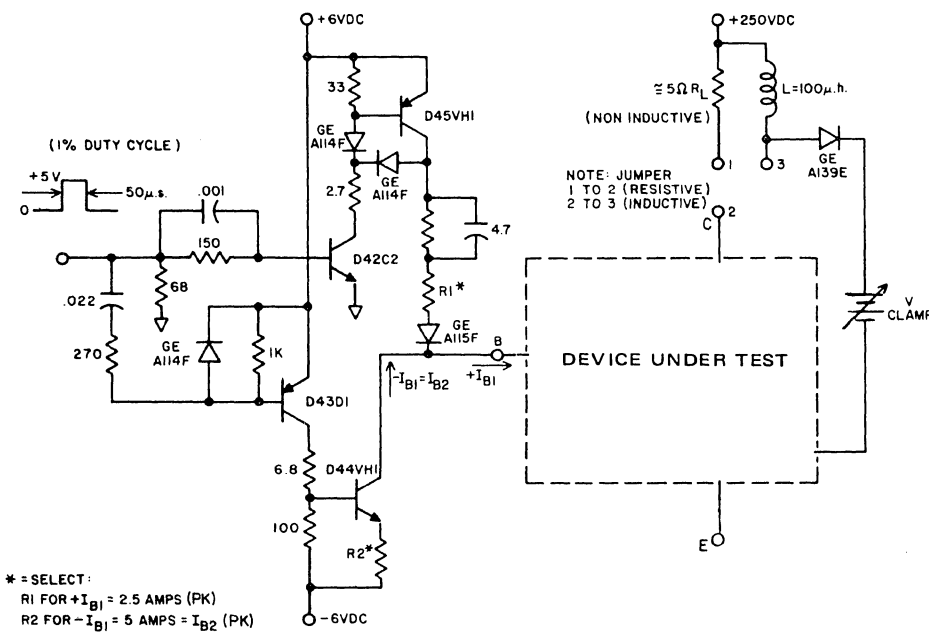 +6VDC
+250VDC
33
D45VH1
GE
A114F
GE
A114F
2.7
(1% DUTY CYCLE)
+5V
50μ.s.
0
.001
150
D42C2
4.7
R1*
GE
A115F
≅5Ω RL
(NON INDUCTIVE)
L=100μ.h.
1
3
GE
A139E
NOTE: JUMPER
1 TO 2 (RESISTIVE)
2 TO 3 (INDUCTIVE)
C
2
68
.022
270
GE
A114F
1K
D43D1
B
-IB1=IB2
+IB1
DEVICE UNDER TEST
V
CLAMP
6.8
D44VH1
100
R2*
E
-6VDC
* = SELECT:
R1 FOR +IB1 = 2.5 AMPS (PK)
R2 FOR -IB1 = 5 AMPS = IB2 (PK)